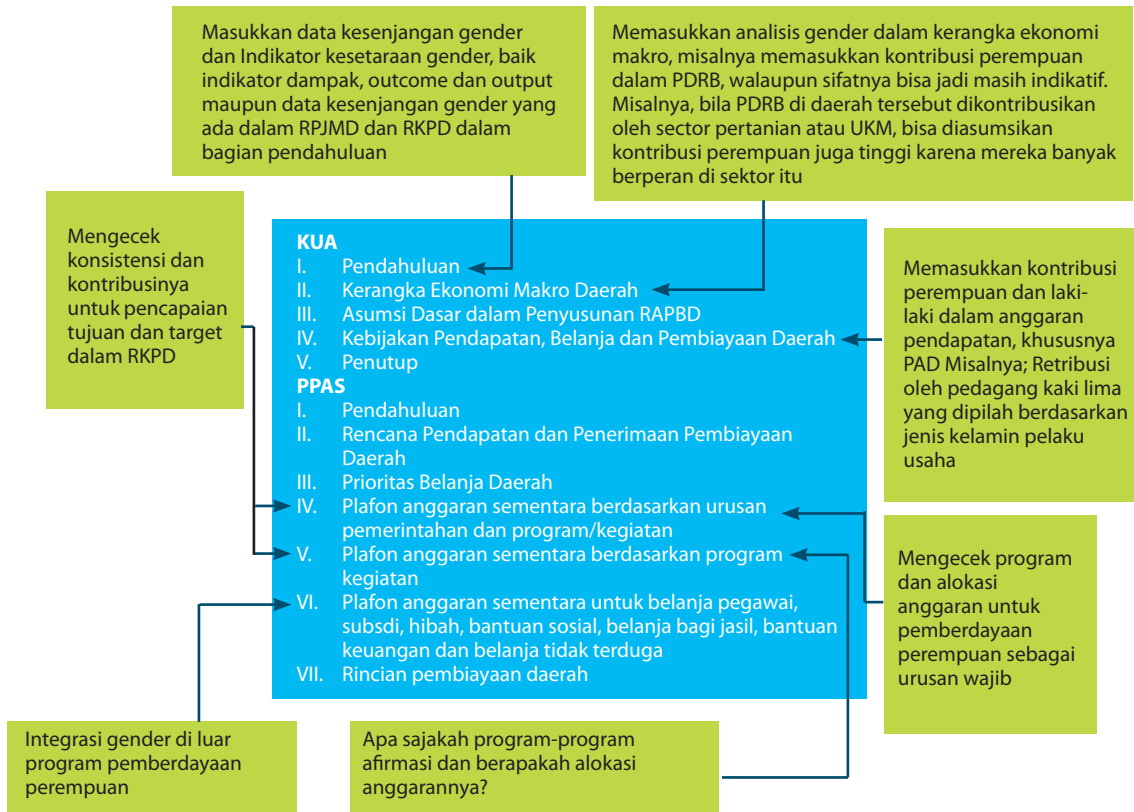 Masukkan data kesenjangan gender
dan Indikator kesetaraan gender, baik
indikator dampak, outcome dan output
maupun data kesenjangan gender yang
ada dalam RPJMD dan RKPD dalam
bagian pendahuluan
Memasukkan analisis gender dalam kerangka ekonomi
makro, misalnya memasukkan kontribusi perempuan
dalam PDRB, walaupun sifatnya bisa jadi masih indikatif.
Misalnya, bila PDRB di daerah tersebut dikontribusikan
oleh sector pertanian atau UKM, bisa diasumsikan
kontribusi perempuan juga tinggi karena mereka banyak
berperan di sektor itu
Mengecek
konsistensi dan
kontribusinya
untuk pencapaian
tujuan dan target
dalam RKPD
KUA
I. Pendahuluan
II. Kerangka Ekonomi Makro Daerah
III. Asumsi Dasar dalam Penyusunan RAPBD
IV. Kebijakan Pendapatan, Belanja dan Pembiayaan Daerah
V. Penutup
PPAS
I. Pendahuluan
II. Rencana Pendapatan dan Penerimaan Pembiayaan
Daerah
III. Prioritas Belanja Daerah
IV. Plafon anggaran sementara berdasarkan urusan
pemerintahan dan program/kegiatan
V. Plafon anggaran sementara berdasarkan program
kegiatan
VI. Plafon anggaran sementara untuk belanja pegawai,
subsdi, hibah, bantuan sosial, belanja bagi jasil, bantuan
keuangan dan belanja tidak terduga
VII. Rincian pembiayaan daerah
Memasukkan kontribusi
perempuan dan laki-
laki dalam anggaran
pendapatan, khususnya
PAD Misalnya; Retribusi
oleh pedagang kaki lima
yang dipilah berdasarkan
jenis kelamin pelaku
usaha
Mengecek program
dan alokasi
anggaran untuk
pemberdayaan
perempuan sebagai
urusan wajib
Integrasi gender di luar
program pemberdayaan
perempuan
Apa sajakah program-program
afirmasi dan berapakah alokasi
anggarannya?